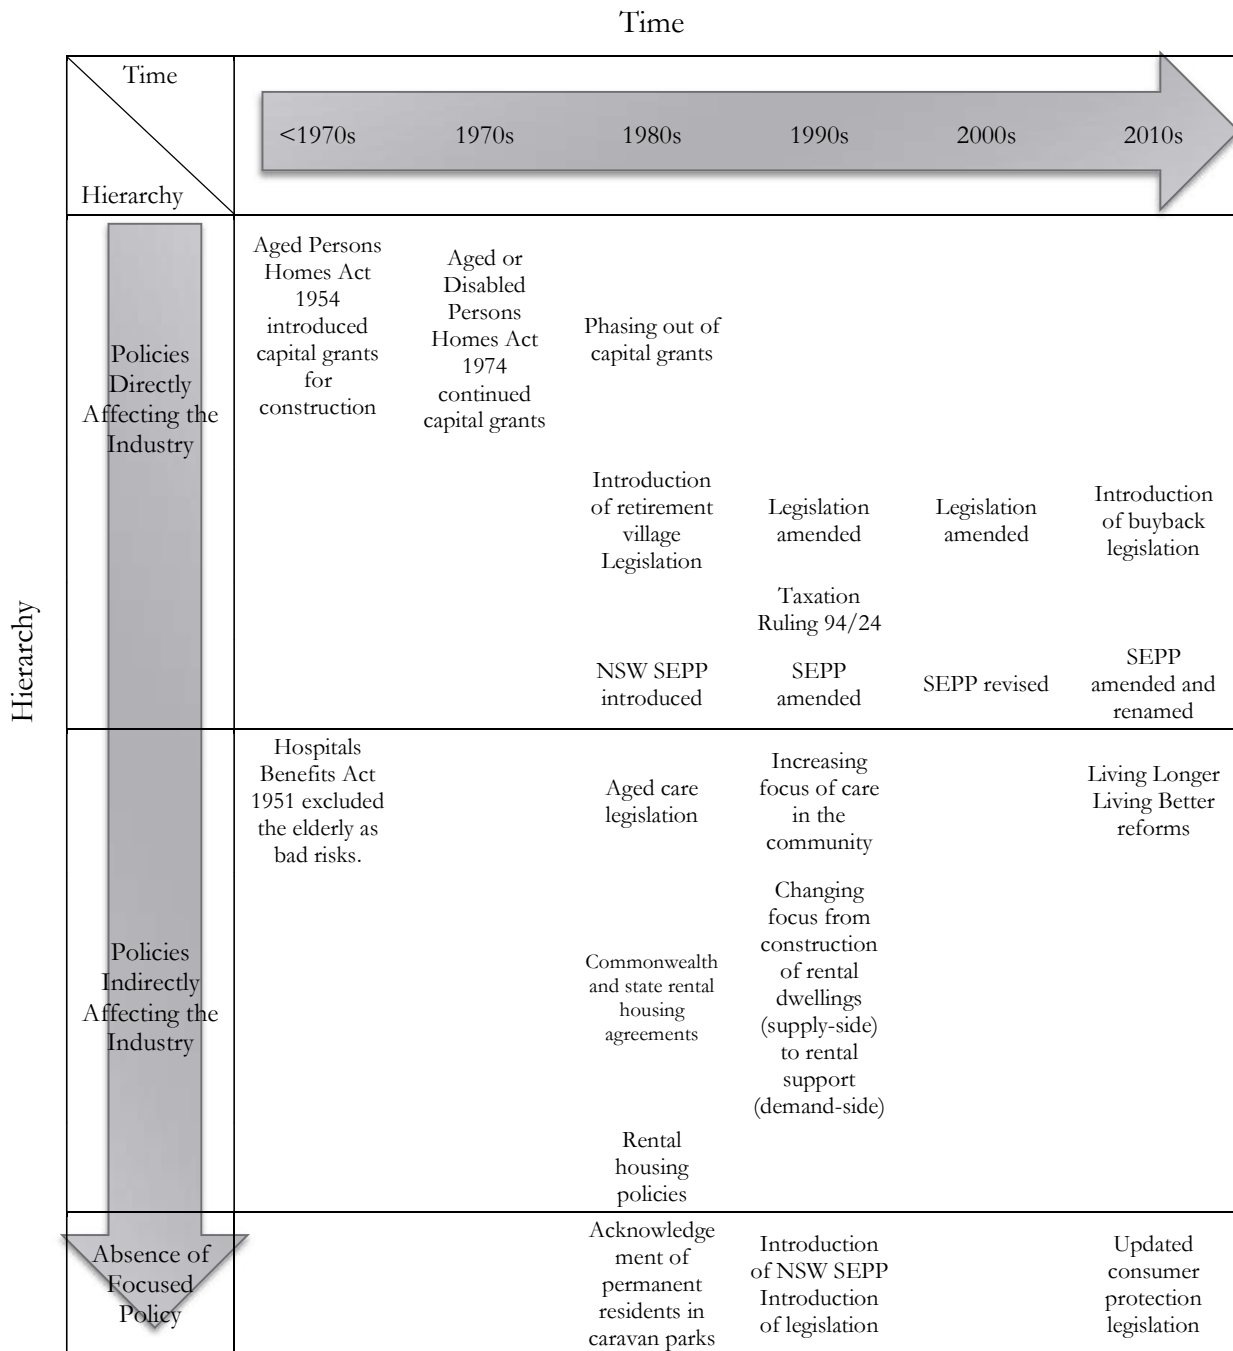 Time
Time
<1970s 1970s 1980s 1990s 2000s 2010s
Hierarchy
Hierarchy
Policies
Directly
Affecting the
Industry
Aged Persons
Homes Act
1954
introduced
capital grants
for
construction
Aged or
Disabled
Persons
Homes Act
1974
continued
capital grants
Phasing out of
capital grants
Introduction
of retirement
village
Legislation
Legislation
amended
Legislation
amended
Introduction
of buyback
legislation
Taxation
Ruling 94/24
NSW SEPP
introduced
SEPP
amended
SEPP revised
SEPP
amended and
renamed
Policies
Indirectly
Affecting the
Industry
Hospitals
Benefits Act
1951 excluded
the elderly as
bad risks.
Aged care
legislation
Increasing
focus of care
in the
community
Living Longer
Living Better
reforms
Commonwealth
and state rental
housing
agreements
Changing
focus from
construction
of rental
dwellings
(supply-side)
to rental
support
(demand-side)
Rental
housing
policies
Absence of
Focused
Policy
Acknowledge
ment of
permanent
residents in
caravan parks
Introduction
of NSW SEPP
Introduction
of legislation
Updated
consumer
protection
legislation